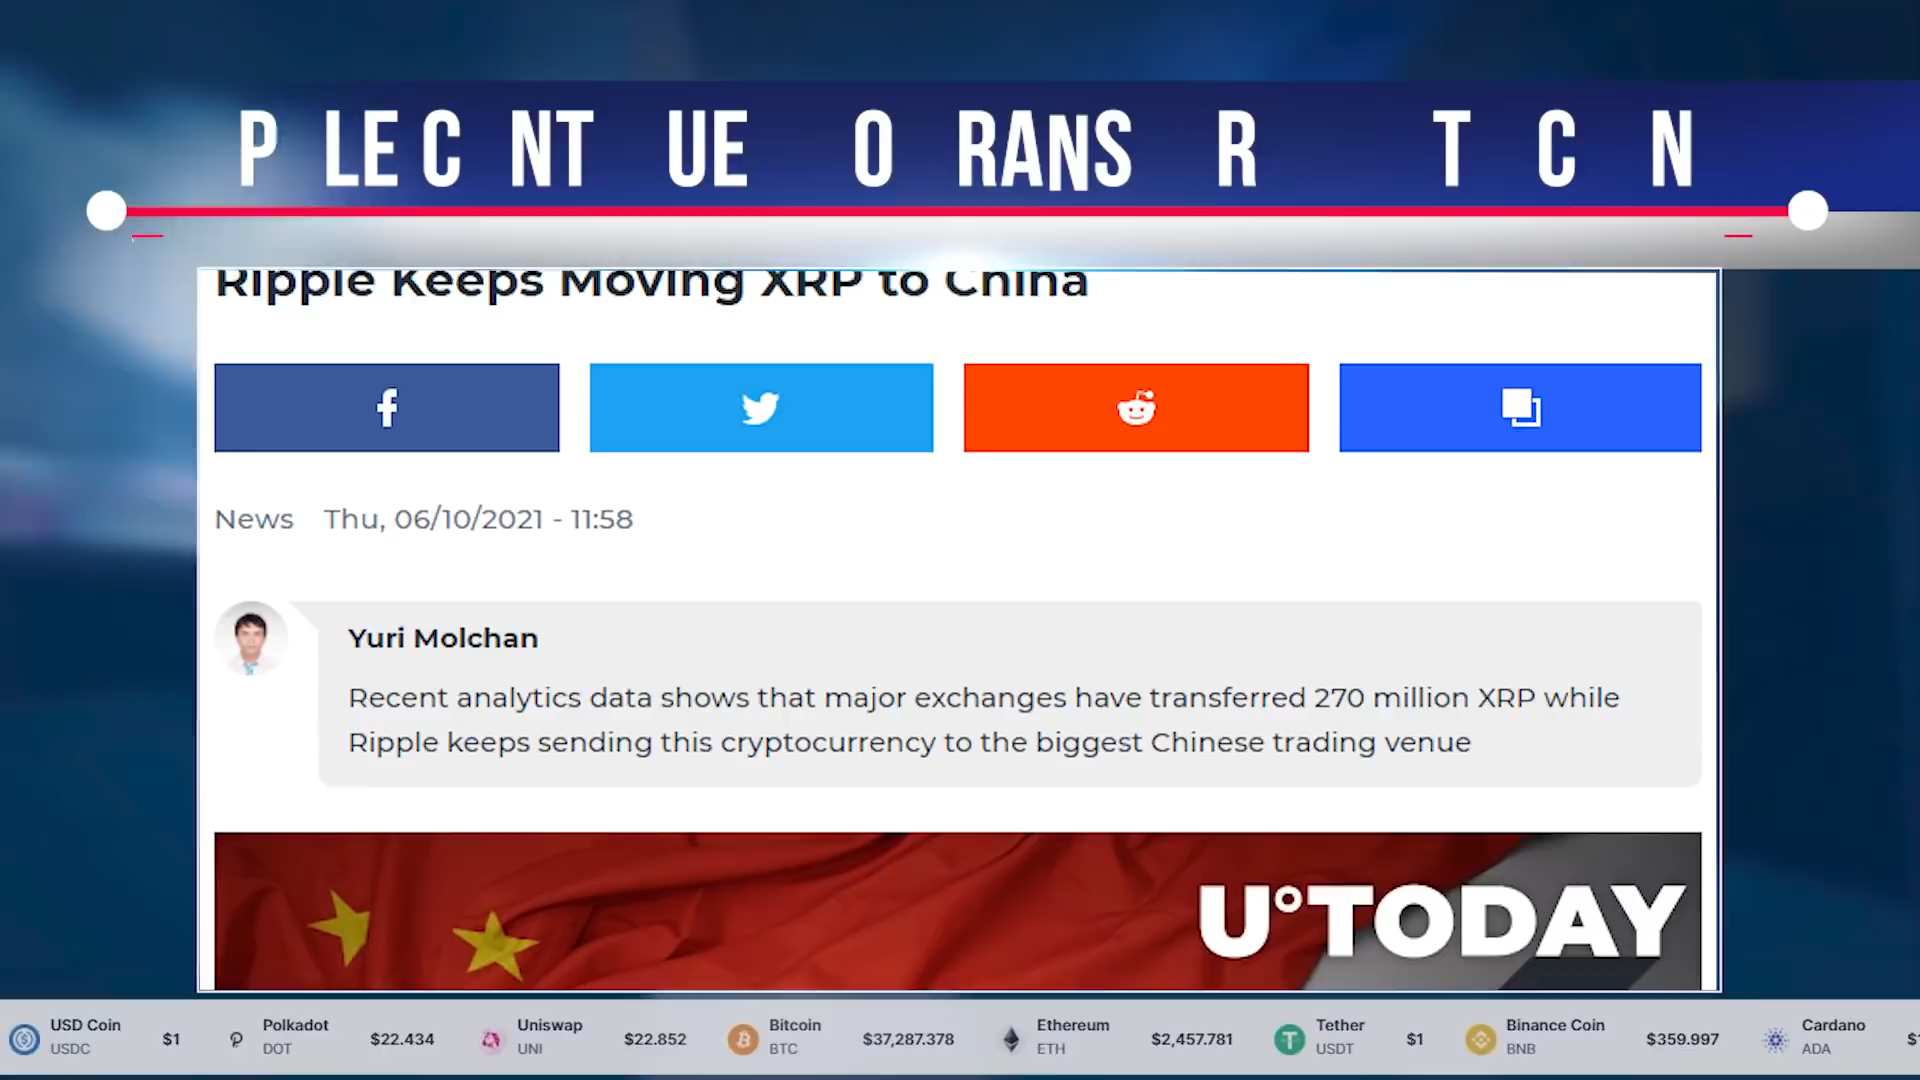 P LE C NT UE O RANS R T C N
Ripple Keeps Moving XRP to China
News Thu, 06/10/2021 - 11:58
Yuri Molchan
Recent analytics data shows that major exchanges have transferred 270 million XRP while
Ripple keeps sending this cryptocurrency to the biggest Chinese trading venue
U°TODAY
USD Coin USDC $1 Polkadot DOT $22.434 Uniswap UNI $22.852 Bitcoin BTC $37,287.378 Ethereum ETH $2,457.781 Tether USDT $1 Binance Coin BNB $359.997 Cardano ADA